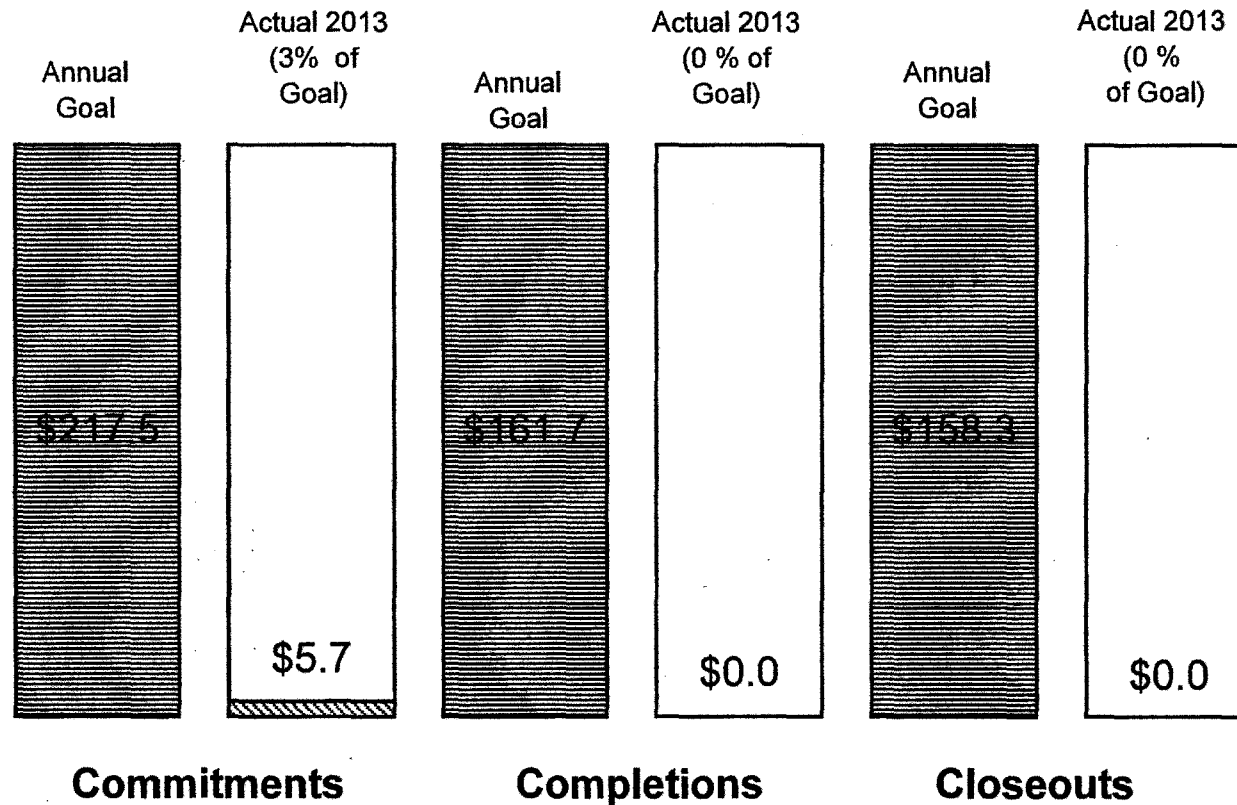 Annual
Goal
Actual 2013
(3% of
Goal)
Annual
Goal
Actual 2013
(0 % of
Goal)
Annual
Goal
Actual 2013
(0 %
of Goal)
$217.5
$5.7
$161.7
$0.0
$158.3
$0.0
Commitments
Completions
Closeouts